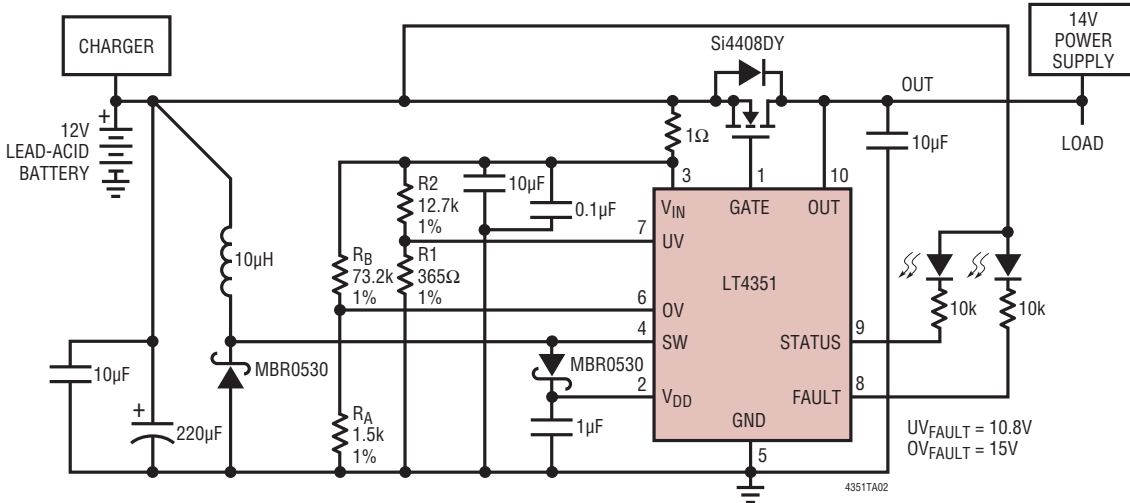 CHARGER
12V
LEAD-ACID
BATTERY
+
10µH
10µF
+
220µF
MBR0530
R2
12.7k
1%
R1
365Ω
1%
RB
73.2k
1%
RA
1.5k
1%
10µF
0.1µF
1Ω
Si4408DY
OUT
14V
POWER
SUPPLY
LOAD
10µF
3
1
10
VIN
GATE
OUT
7
UV
LT4351
6
OV
4
SW
STATUS
9
2
VDD
FAULT
8
GND
5
MBR0530
1µF
10k
10k
UVFAULT = 10.8V
OVFAULT = 15V
4351TA02